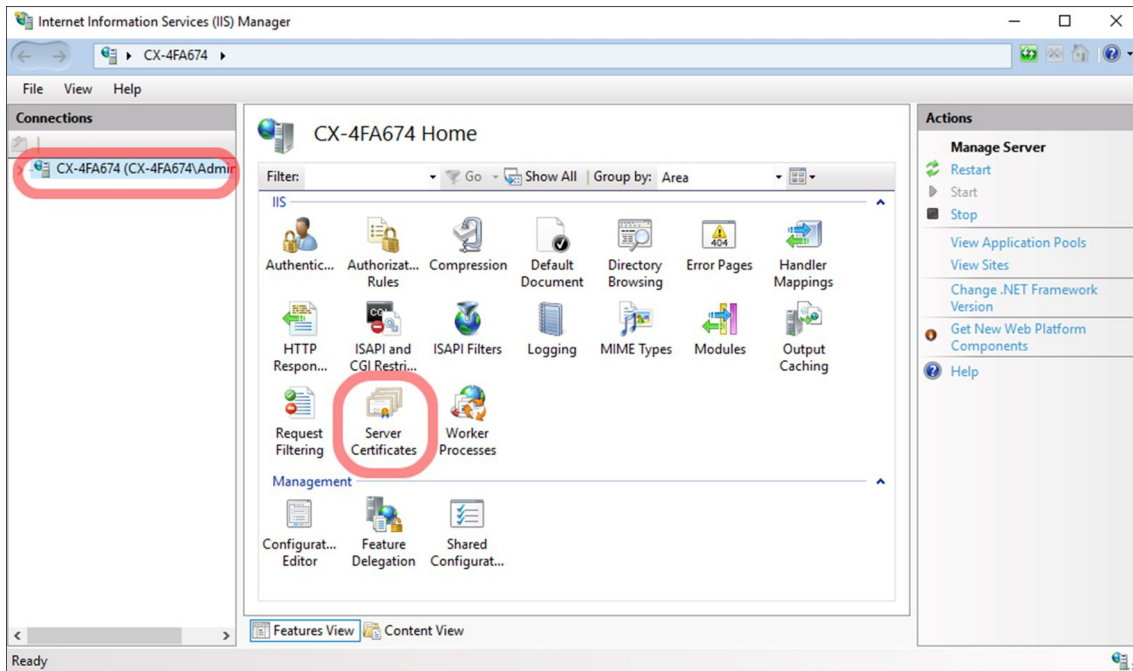 Internet Information Services (IIS) Manager
CX-4FA674
File View Help
Connections
CX-4FA674 (CX-4FA674\Admin
CX-4FA674 Home
Filter: Go Show All Group by: Area
IIS
Authentic... Authorizat... Compression Default Directory Error Pages Handler
Rules Document Browsing Mappings
404
CGI
HTTP ISAPI and ISAPI Filters Logging MIME Types Modules Output
Respon... CGI Restri... Caching
Request Server Worker
Filtering Certificates Processes
Management
Configurat... Feature Shared
Editor Delegation Configurat...
Features View Content View
Actions
Manage Server
Restart
Start
Stop
View Application Pools
View Sites
Change .NET Framework
Version
Get New Web Platform
Components
Help
Ready